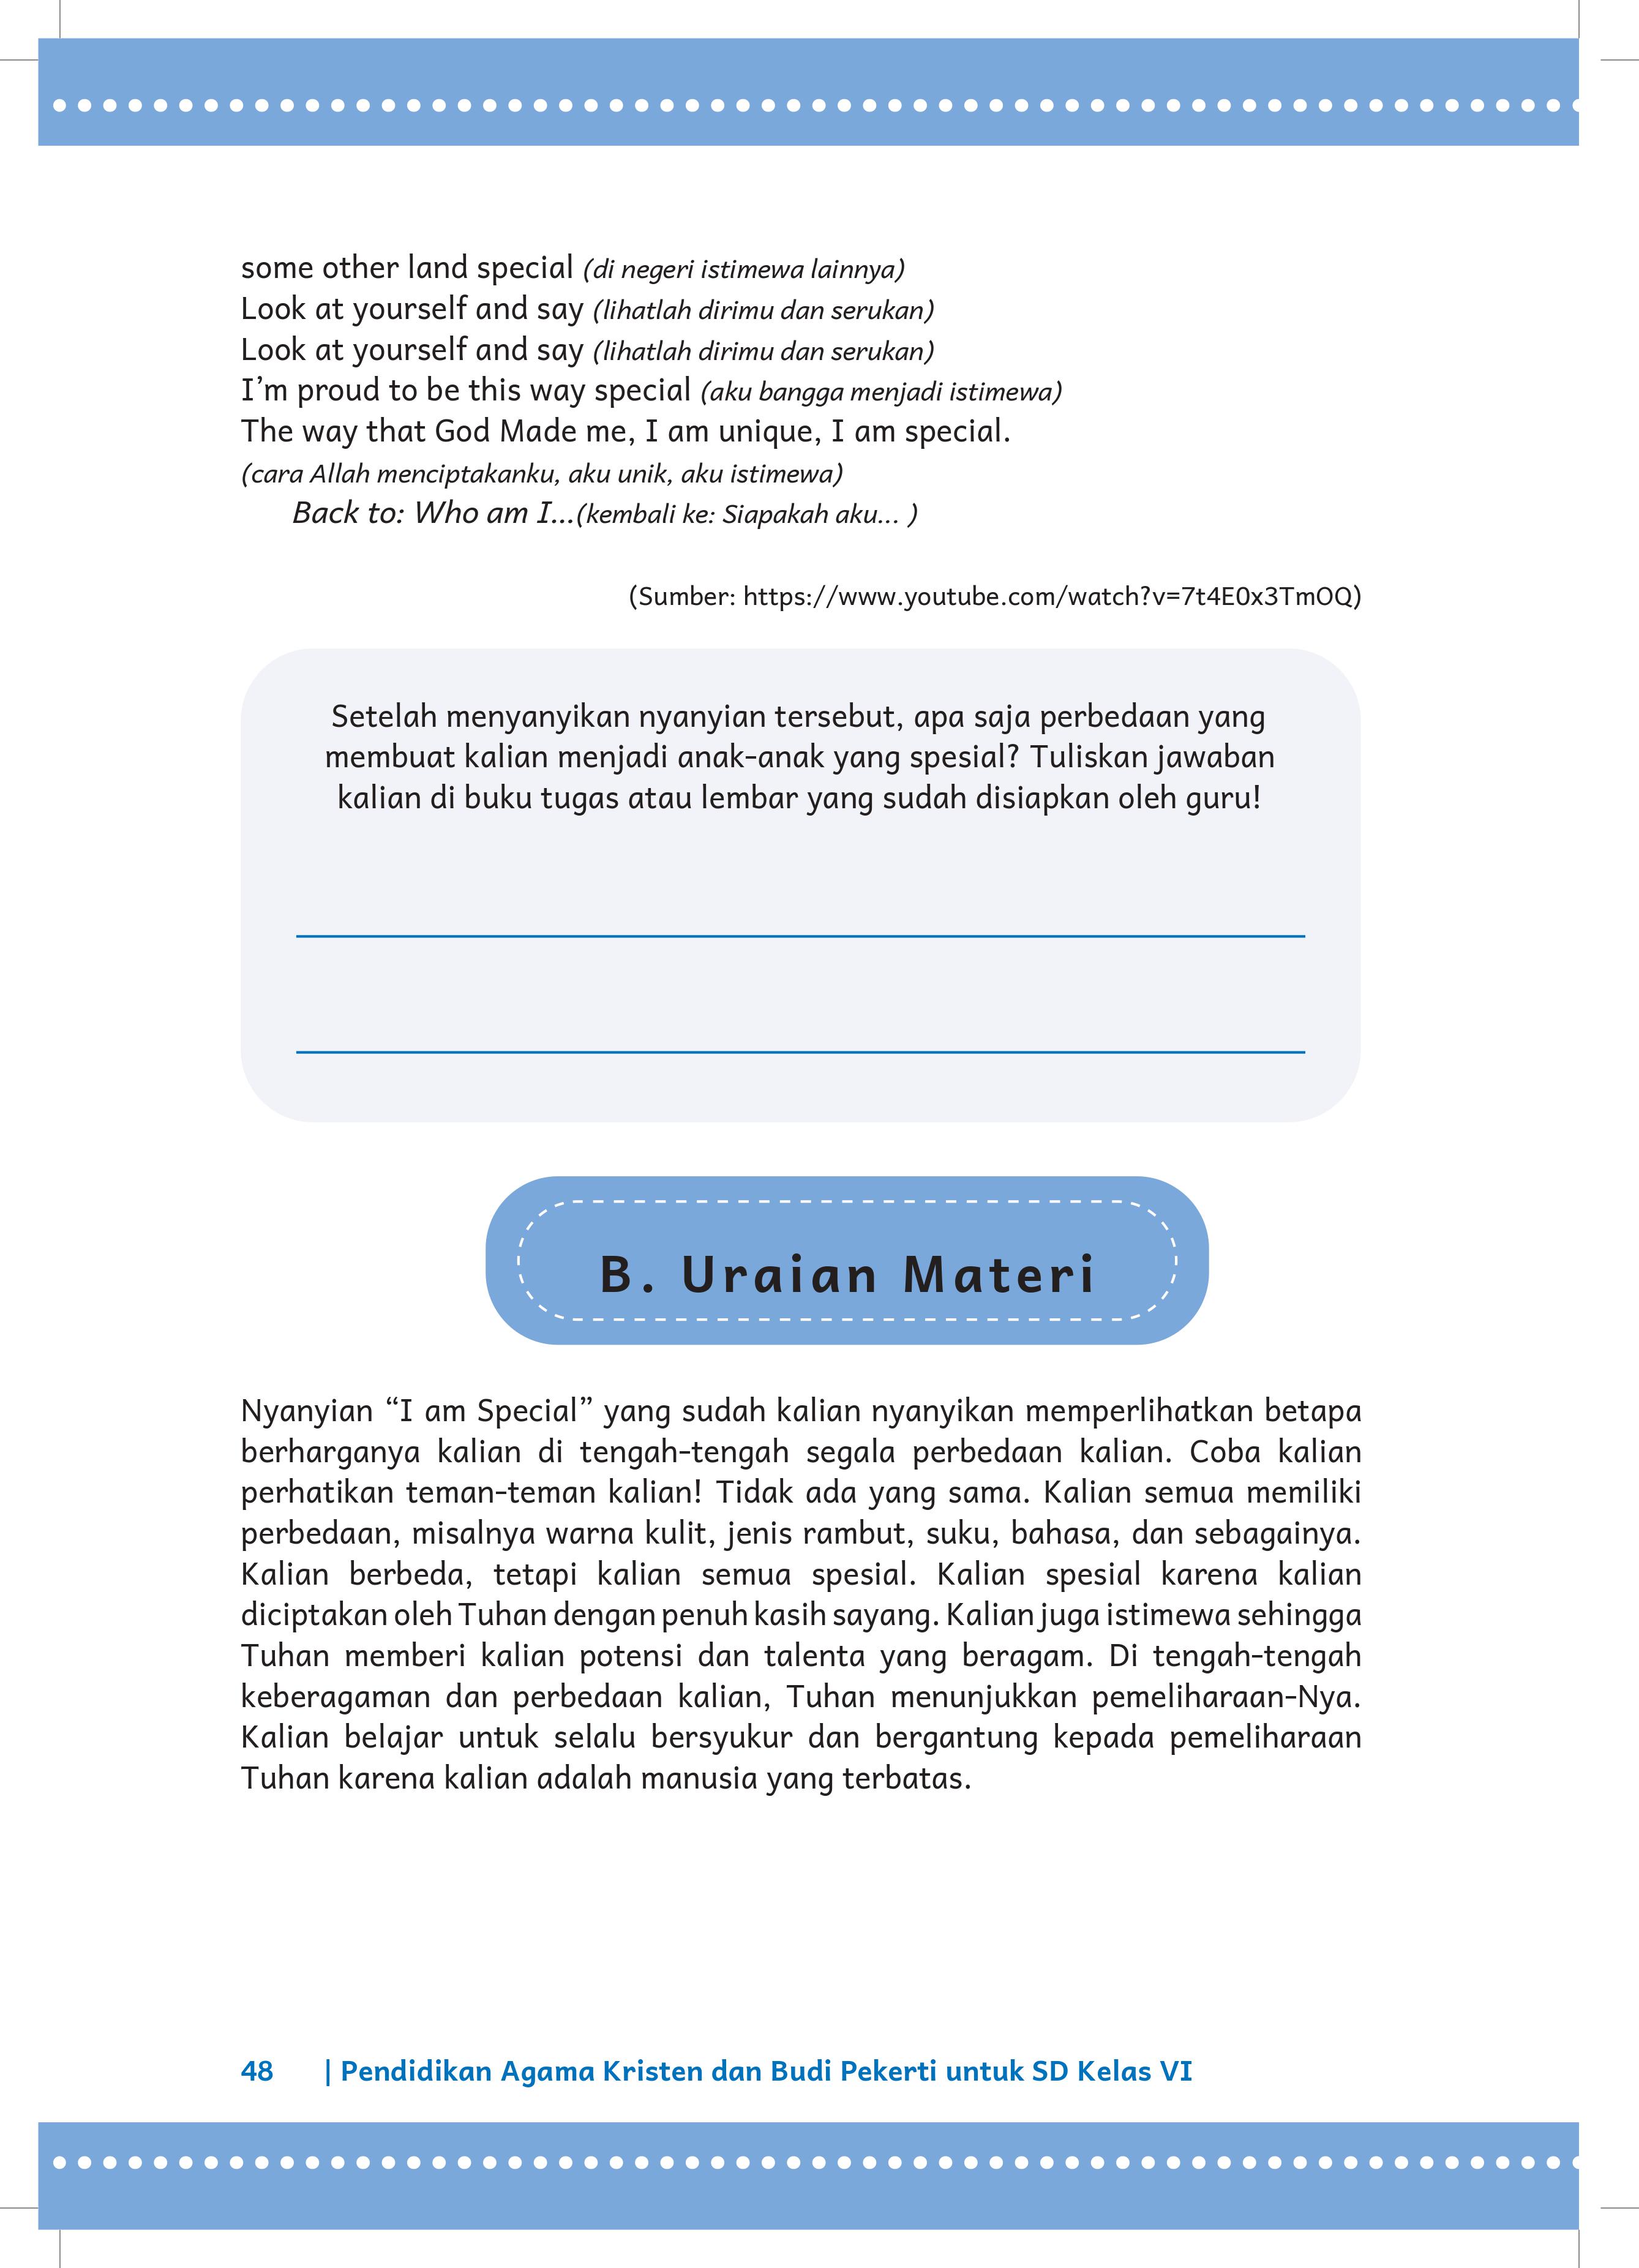 some other land special (di negeri istimewa lainnya)
Look at yourself and say (lihatlah dirimu dan serukan)
Look at yourself and say (lihatlah dirimu dan serukan)
I’m proud to be this way special (aku bangga menjadi istimewa)
The way that God Made me, I am unique, I am special.
(cara Allah menciptakanku, aku unik, aku istimewa)
Back to: Who am I...(kembali ke: Siapakah aku... )
(Sumber: https://www.youtube.com/watch?v=7t4E0x3TmOQ)
Setelah menyanyikan nyanyian tersebut, apa saja perbedaan yang
membuat kalian menjadi anak-anak yang spesial? Tuliskan jawaban
kalian di buku tugas atau lembar yang sudah disiapkan oleh guru!
B. Uraian Materi
Nyanyian “I am Special” yang sudah kalian nyanyikan memperlihatkan betapa
berharganya kalian di tengah-tengah segala perbedaan kalian. Coba kalian
perhatikan teman-teman kalian! Tidak ada yang sama. Kalian semua memiliki
perbedaan, misalnya warna kulit, jenis rambut, suku, bahasa, dan sebagainya.
Kalian berbeda, tetapi kalian semua spesial. Kalian spesial karena kalian
diciptakan oleh Tuhan dengan penuh kasih sayang. Kalian juga istimewa sehingga
Tuhan memberi kalian potensi dan talenta yang beragam. Di tengah-tengah
keberagaman dan perbedaan kalian, Tuhan menunjukkan pemeliharaan-Nya.
Kalian belajar untuk selalu bersyukur dan bergantung kepada pemeliharaan
Tuhan karena kalian adalah manusia yang terbatas.
48 | Pendidikan Agama Kristen dan Budi Pekerti untuk SD Kelas VI